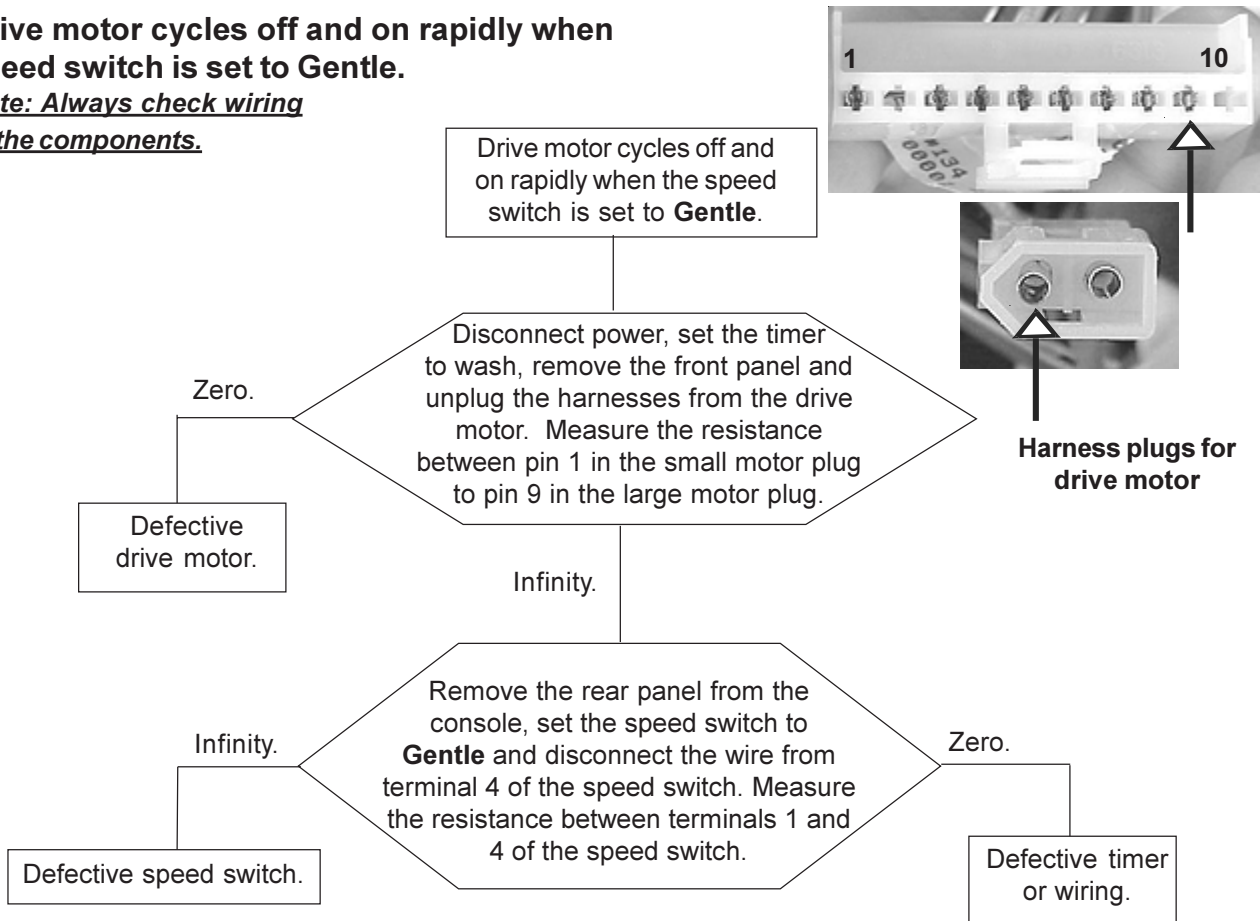 ive motor cycles off and on rapidly when
eed switch is set to Gentle.
te: Always check wiring
the components.
1
10
Drive motor cycles off and
on rapidly when the speed
switch is set to Gentle.
Disconnect power, set the timer
to wash, remove the front panel and
unplug the harnesses from the drive
motor. Measure the resistance
between pin 1 in the small motor plug
to pin 9 in the large motor plug.
Zero.
Harness plugs for
drive motor
Defective
drive motor.
Infinity.
Remove the rear panel from the
console, set the speed switch to
Gentle and disconnect the wire from
terminal 4 of the speed switch. Measure
the resistance between terminals 1 and
4 of the speed switch.
Infinity.
Zero.
Defective speed switch.
Defective timer
or wiring.